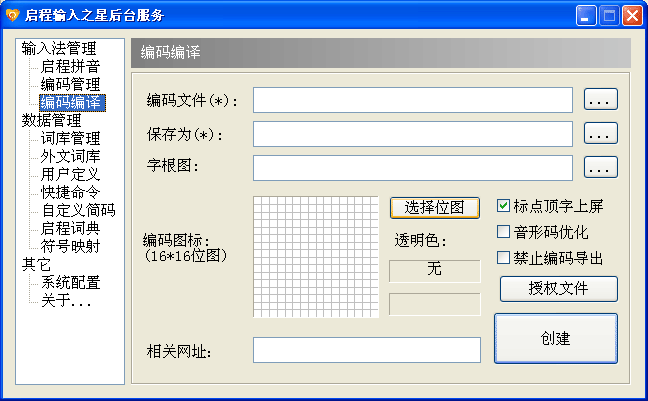 启程输入之星后台服务
输入法管理
启程拼音
编码管理
编码编译
数据管理
词库管理
外文词库
用户定义
快捷命令
自定义简码
启程词典
符号映射
其它
系统配置
关于...
编码编译
编码文件(*):
...
保存为(*):
...
字根图:
...
编码图标:
(16*16位图)
选择位图
透明色:
无
标点顶字上屏
音形码优化
禁止编码导出
授权文件
创建
相关网址: